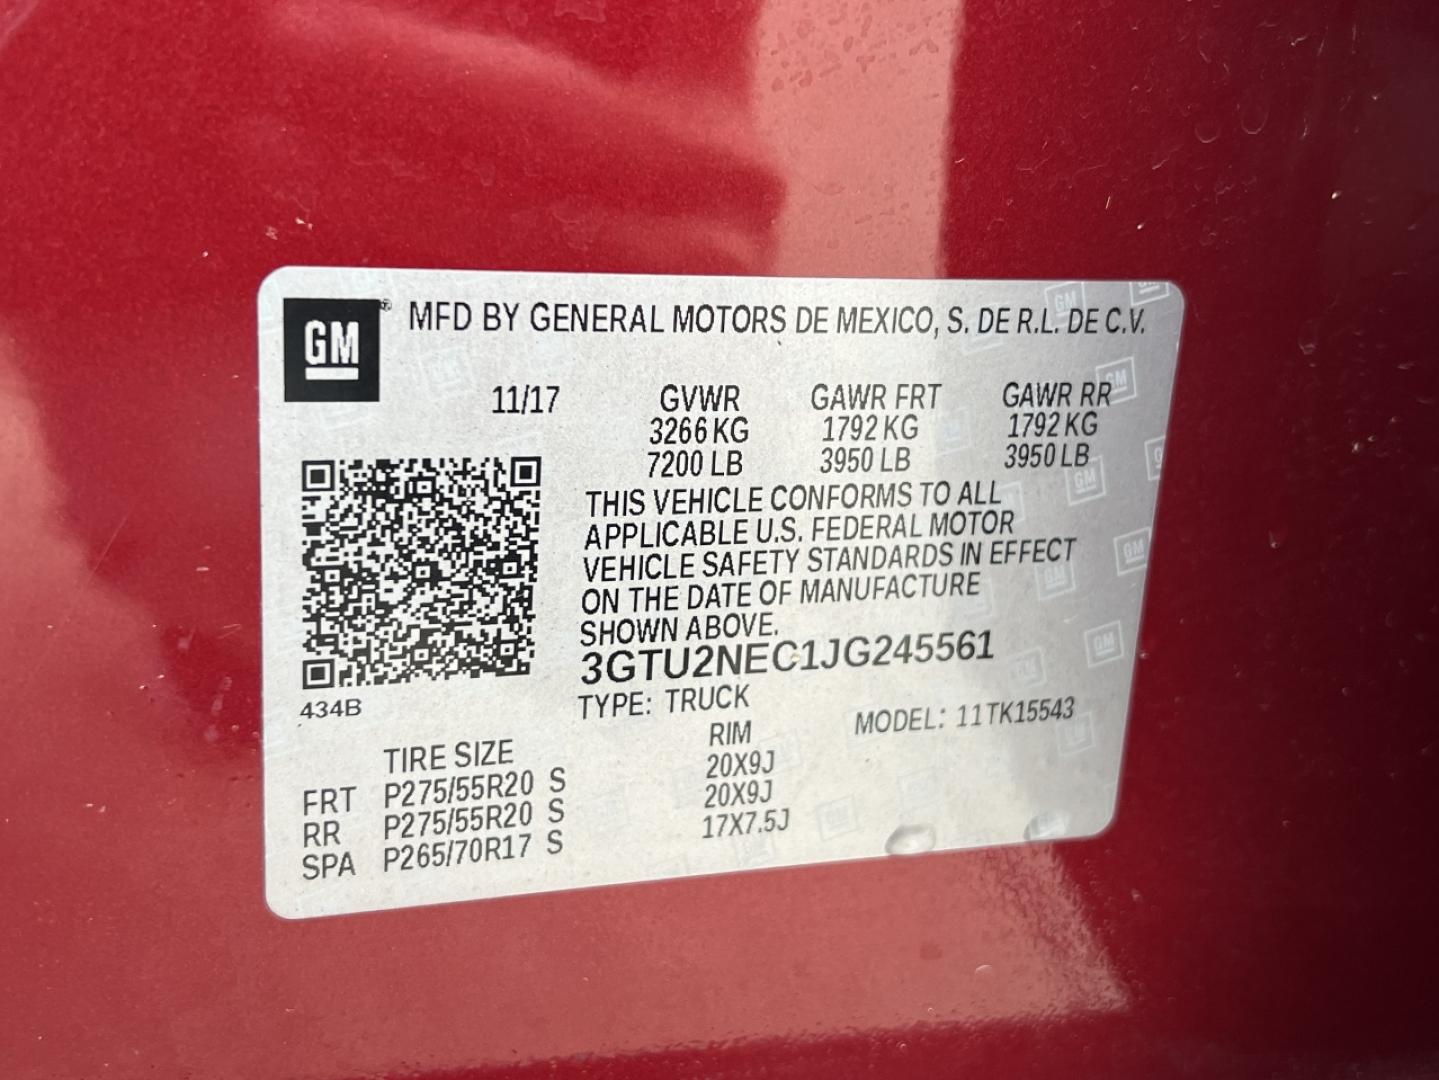 GM® MFD BY GENERAL MOTORS DE MEXICO, S. DE R.L. DE C.V.
11/17 GVWR GAWR FRT GAWR RR
3266 KG 1792 KG 1792 KG
7200 LB 3950 LB 3950 LB
THIS VEHICLE CONFORMS TO ALL
APPLICABLE U.S. FEDERAL MOTOR
VEHICLE SAFETY STANDARDS IN EFFECT
ON THE DATE OF MANUFACTURE
SHOWN ABOVE.
3GTU2NEC1JG245561
434B
TYPE: TRUCK MODEL: 11TK15543
TIRE SIZE RIM
FRT P275/55R20 S 20X9J
RR P275/55R20 S 20X9J
SPA P265/70R17 S 17X7.5J